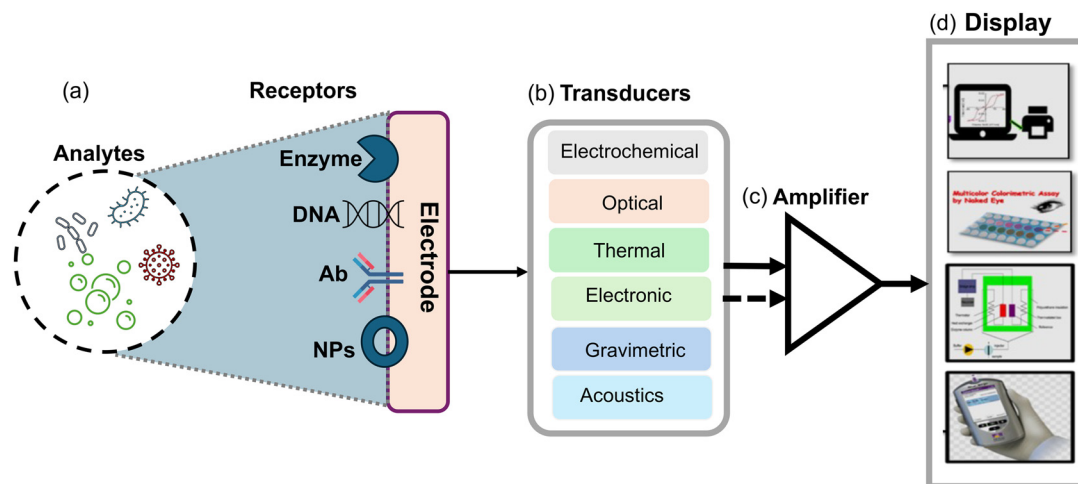 (d) Display
(a)
Receptors
(b) Transducers
Analytes
Enzyme
DNA
Ab
NPs
Electrode
Electrochemical
Optical
Thermal
Electronic
Gravimetric
Acoustics
(c) Amplifier
Multicolor Colorimetric Assay
by Naked Eye